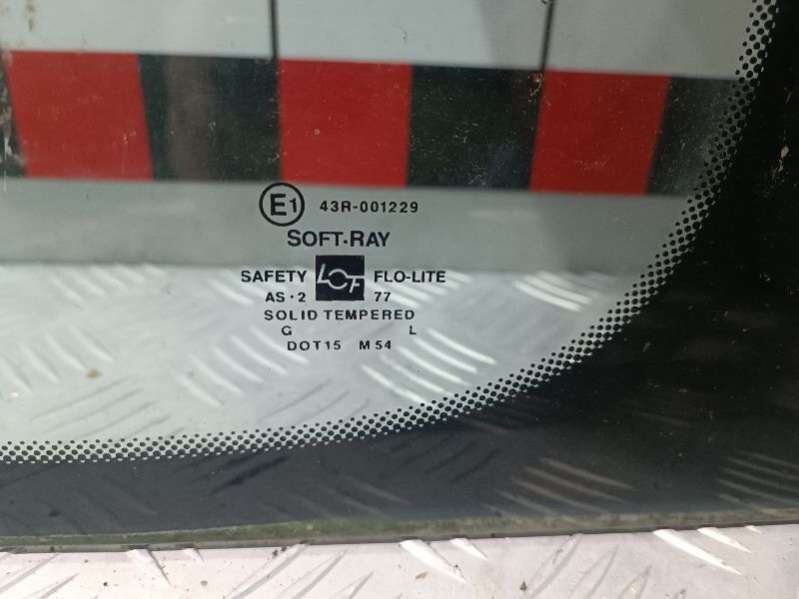 E1 43R-001229
SOFT-RAY
SAFETY LOF FLO-LITE
AS·2 77
SOLID TEMPERED
G L
DOT15 M54